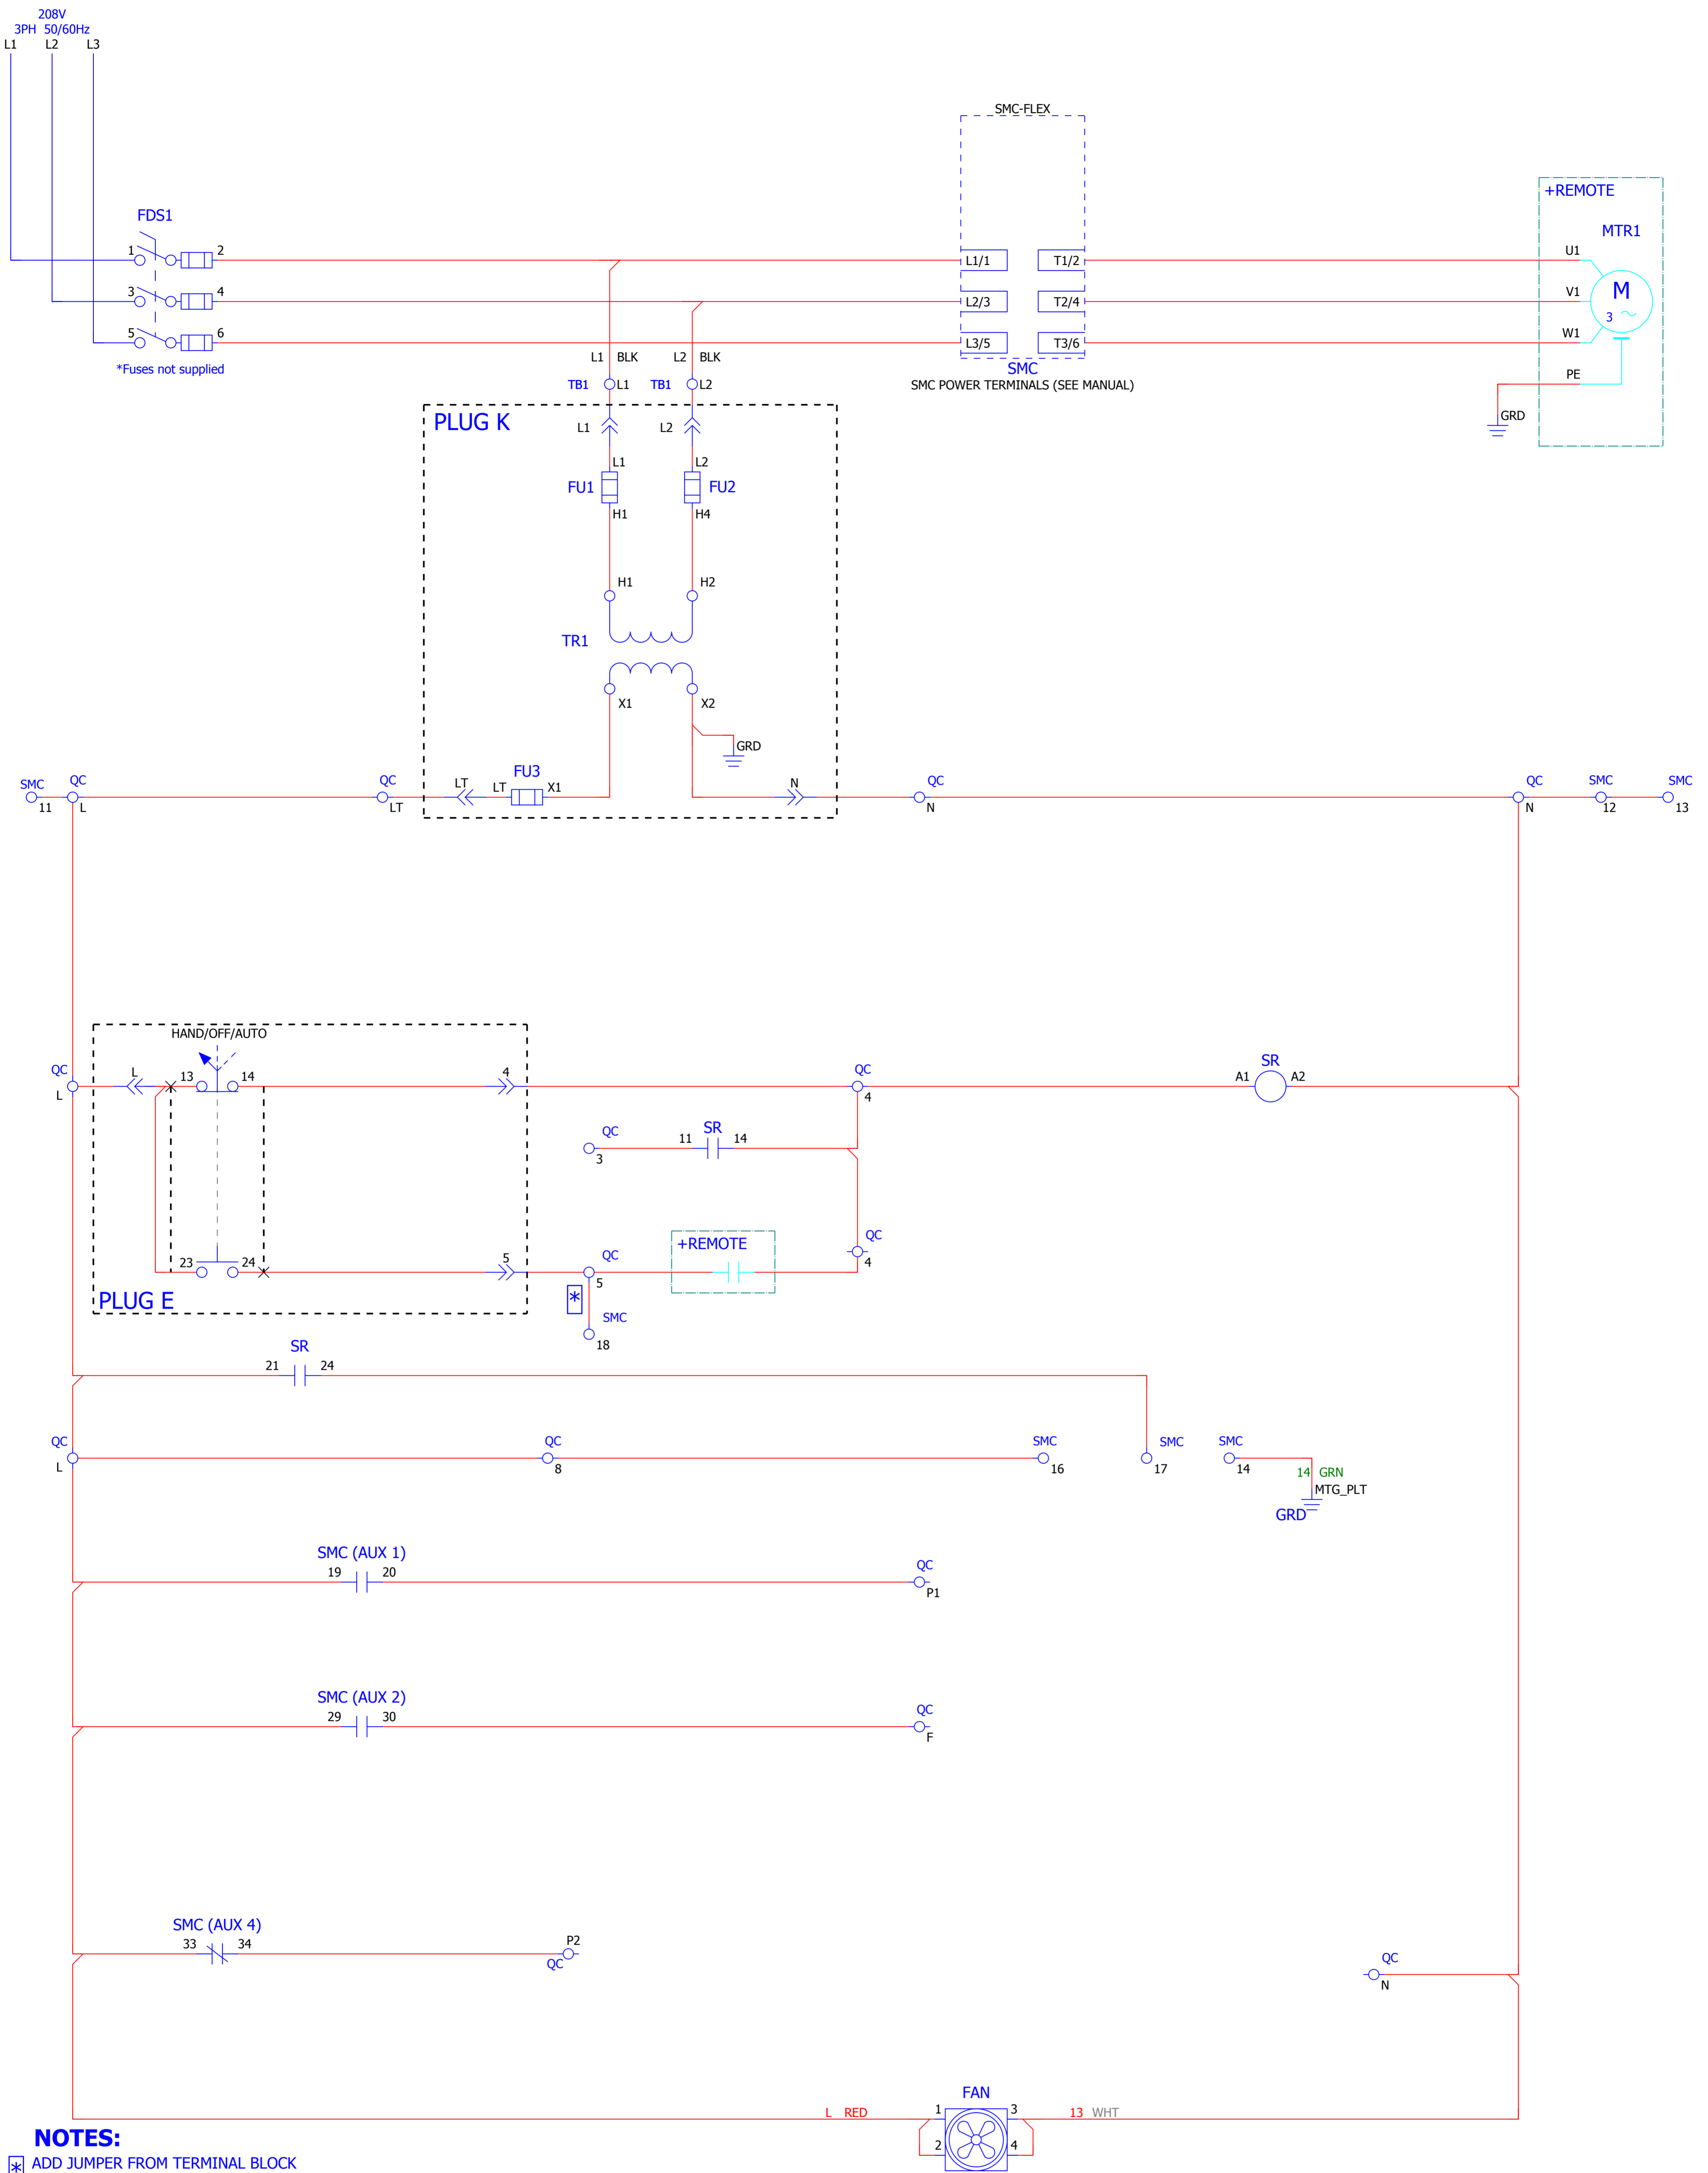 208V
3PH 50/60Hz
L1 L2 L3
SMC-FLEX
+REMOTE
FDS1
MTR1
1 2
L1/1 T1/2
U1
3 4
L2/3 T2/4
V1
M
3
5 6
L3/5 T3/6
W1
*Fuses not supplied
L1 BLK L2 BLK
SMC
SMC POWER TERMINALS (SEE MANUAL)
PE
TB1 L1 TB1 L2
GRD
PLUG K
L1 L2
L1 L2
FU1 FU2
H1 H4
H1 H2
TR1
X1 X2
GRD
SMC QC QC LT LT FU3 X1 N QC QC SMC SMC
11 L LT N N 12 13
HAND/OFF/AUTO
QC L 13 14 4 QC SR
A1 A2
L 4
QC 11 SR 14
3
QC
+REMOTE
23 24 5 QC
4
5
PLUG E
*
SMC
18
SR
21 24
QC QC SMC SMC SMC
L 8 16 17 14
14 GRN
MTG_PLT
GRD
SMC (AUX 1)
19 20 QC
P1
SMC (AUX 2)
29 30 QC
F
SMC (AUX 4)
33 34 P2
QC
QC
N
FAN
L RED 1 3 13 WHT
2 4
NOTES:
* ADD JUMPER FROM TERMINAL BLOCK